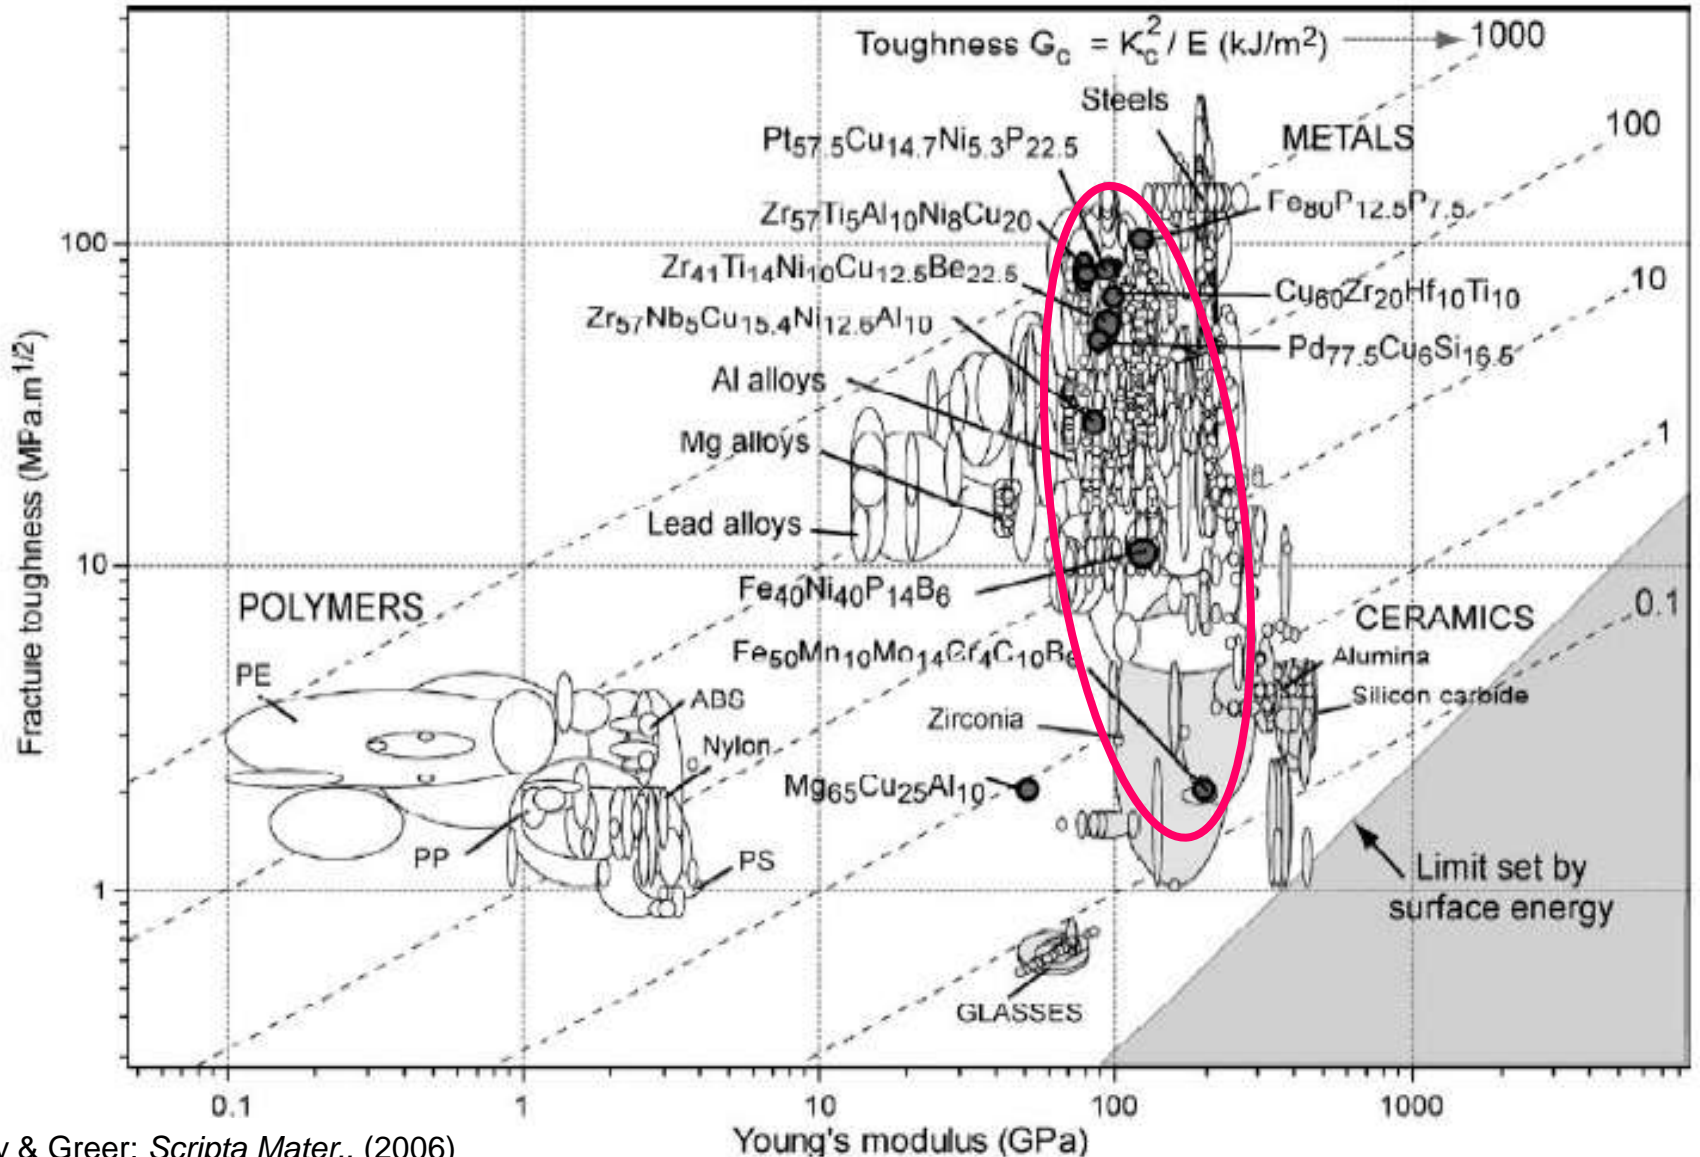 Toughness G_c = K_c^2 / E (kJ/m2) 1000
Steels
100
METALS
Pt57.5Cu14.7Ni5.3P22.5
Fe80P12.5P7.5
Zr57Ti5Al10Ni8Cu20
100
Zr41Ti14Ni10Cu12.5Be22.5
10
Cu60Zr20Hf10Ti10
Zr57Nb5Cu15.4Ni12.6Al10
Pd77.5Cu6Si16.5
Al alloys
Mg alloys
1
Lead alloys
10
Fe40Ni40P14B6
POLYMERS
0.1
CERAMICS
Fe50Mn10Mo14Cr4C10B6
Alumina
PE
Silicon carbide
ABS
Zirconia
Nylon
Mg65Cu25Al10
PP
PS
Limit set by
surface energy
1
GLASSES
Fracture toughness (MPa.m1/2)
0.1 1 10 100 1000
Young's modulus (GPa)
y & Greer: Scripta Mater., (2006)